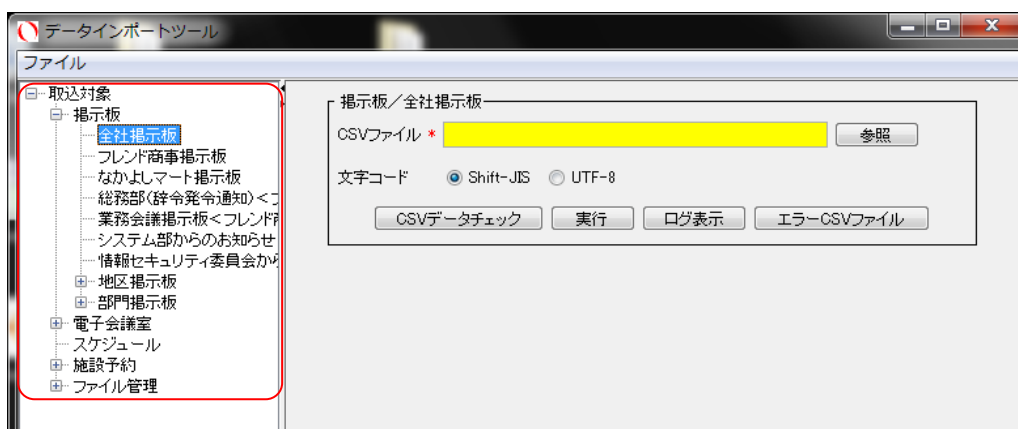 データインポートツール
ファイル
取込対象
掲示板
全社掲示板
フレンド商事掲示板
なかよしマート掲示板
総務部(辞令発令通知)<
業務会議掲示板<フレンド
システム部からのお知らせ
情報セキュリティ委員会か
地区掲示板
部門掲示板
電子会議室
スケジュール
施設予約
ファイル管理
掲示板／全社掲示板
CSVファイル * 参照
文字コード Shift-JIS UTF-8
CSVデータチェック 実行 ログ表示 エラーCSVファイル